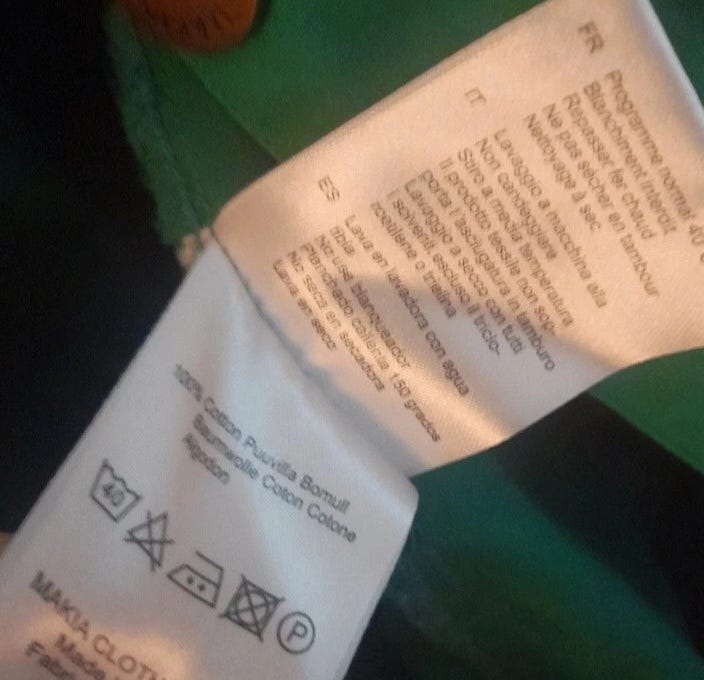 FR
Programme normal 40
Blanchiment interdit
Repasser fer chaud
Ne pas sécher en tambour
Nettoyage à sec
IT
Lavaggio a macchina alla
Non candeggiare
Stiro a media temperatura
Il prodotto tessile non sop-
porta l'asciugatura in tamburo
Lavaggio a secco con tutti
i solventi escluso il triclo-
roetilene o trielina
ES
Lava en lavadora con agua
tibia
No use blanqueador
Planchado caliente 150 grados
No seca en secadora
Lava en seco
100% Cotton Puuvilla Bomull
Baumwolle Coton Cotone
Algodon
40
P
MAKIA CLOTH
Made
Fabri